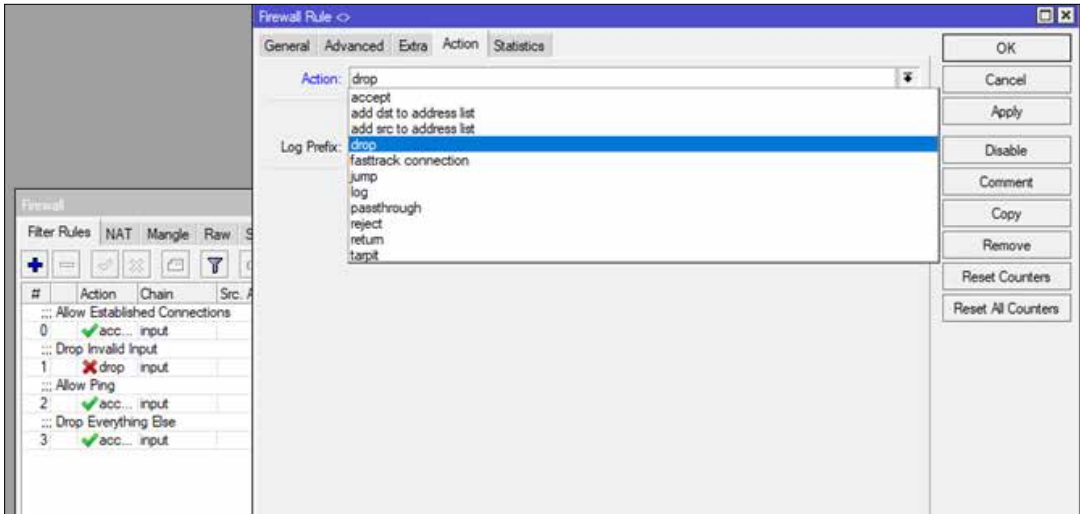 Firewall Rule <>
General Advanced Extra Action Statistics
Action: drop
accept
add dst to address list
add src to address list
Log Prefix: drop
fasttrack connection
jump
log
passthrough
reject
return
tarpit
OK
Cancel
Apply
Disable
Comment
Copy
Remove
Reset Counters
Reset All Counters
Firewall
Filter Rules NAT Mangle Raw S
# Action Chain Src. A
::: Allow Established Connections
0 acc... input
::: Drop Invalid Input
1 drop input
::: Allow Ping
2 acc... input
::: Drop Everything Else
3 acc... input